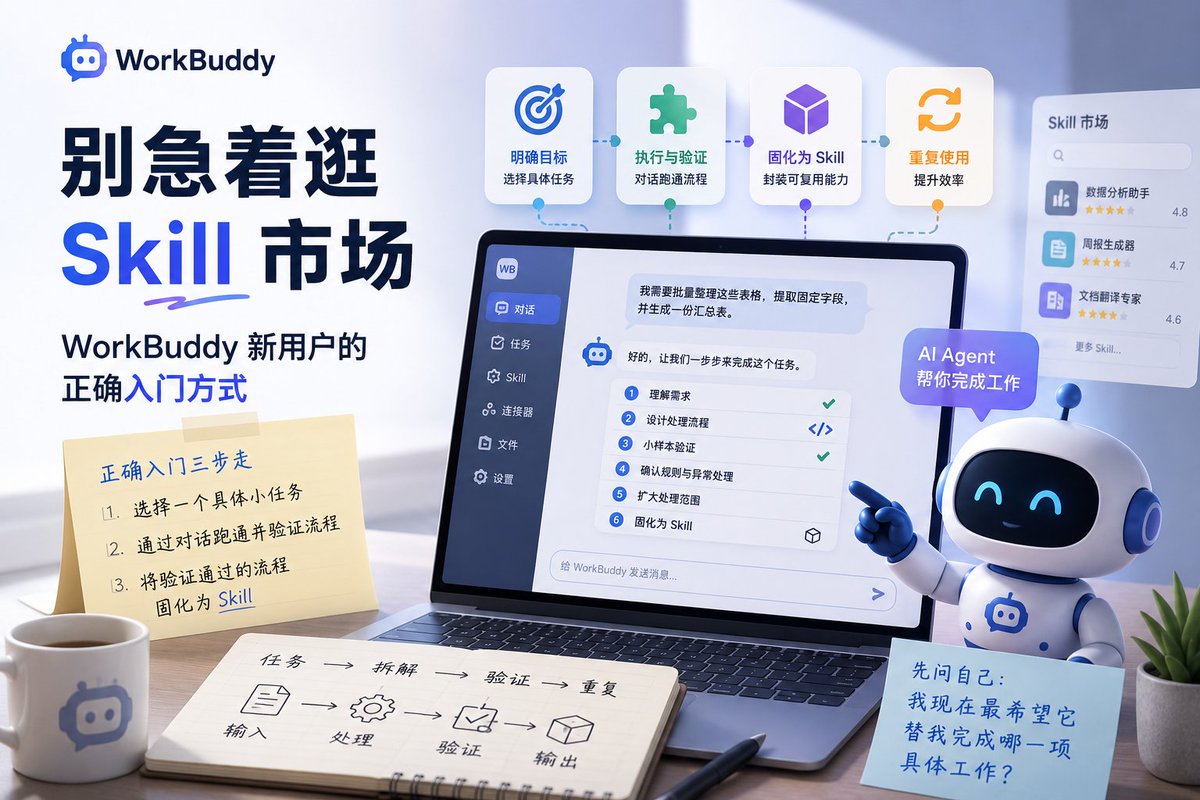 WorkBuddy
别急着逛
Skill 市场
WorkBuddy 新用户的
正确入门方式
明确目标
选择具体任务
执行与验证
对话跑通流程
固化为 Skill
封装可复用能力
重复使用
提升效率
Skill 市场
数据分析助手
4.8
周报生成器
4.7
文档翻译专家
4.6
更多 Skill...
WB
对话
任务
Skill
连接器
文件
设置
我需要批量整理这些表格，提取固定字段，
并生成一份汇总表。
好的，让我们一步步来完成这个任务。
1 理解需求
2 设计处理流程
</>
3 小样本验证
4 确认规则与异常处理
5 扩大处理范围
6 固化为 Skill
给 WorkBuddy 发送消息...
AI Agent
帮你完成工作
正确入门三步走
1. 选择一个具体小任务
2. 通过对话跑通并验证流程
3. 将验证通过的流程
固化为 Skill
任务 → 拆解 → 验证 → 重复
输入 处理 验证 输出
先问自己：
我现在最希望它
替我完成哪一项
具体工作？